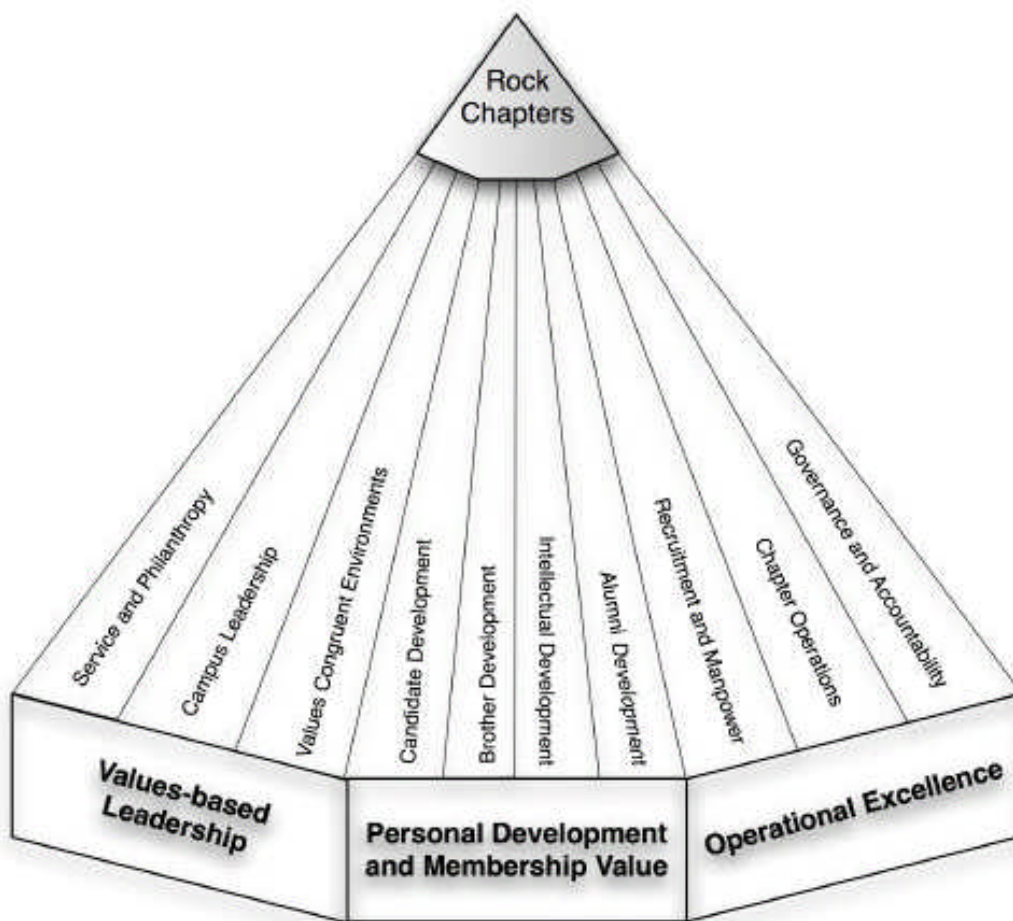 Rock
Chapters
Service and Philanthropy
Campus Leadership
Values Congruent Environments
Candidate Development
Brother Development
Intellectual Development
Alumni Development
Recruitment and Manpower
Chapter Operations
Governance and Accountability
Values-based
Leadership
Personal Development
and Membership Value
Operational Excellence